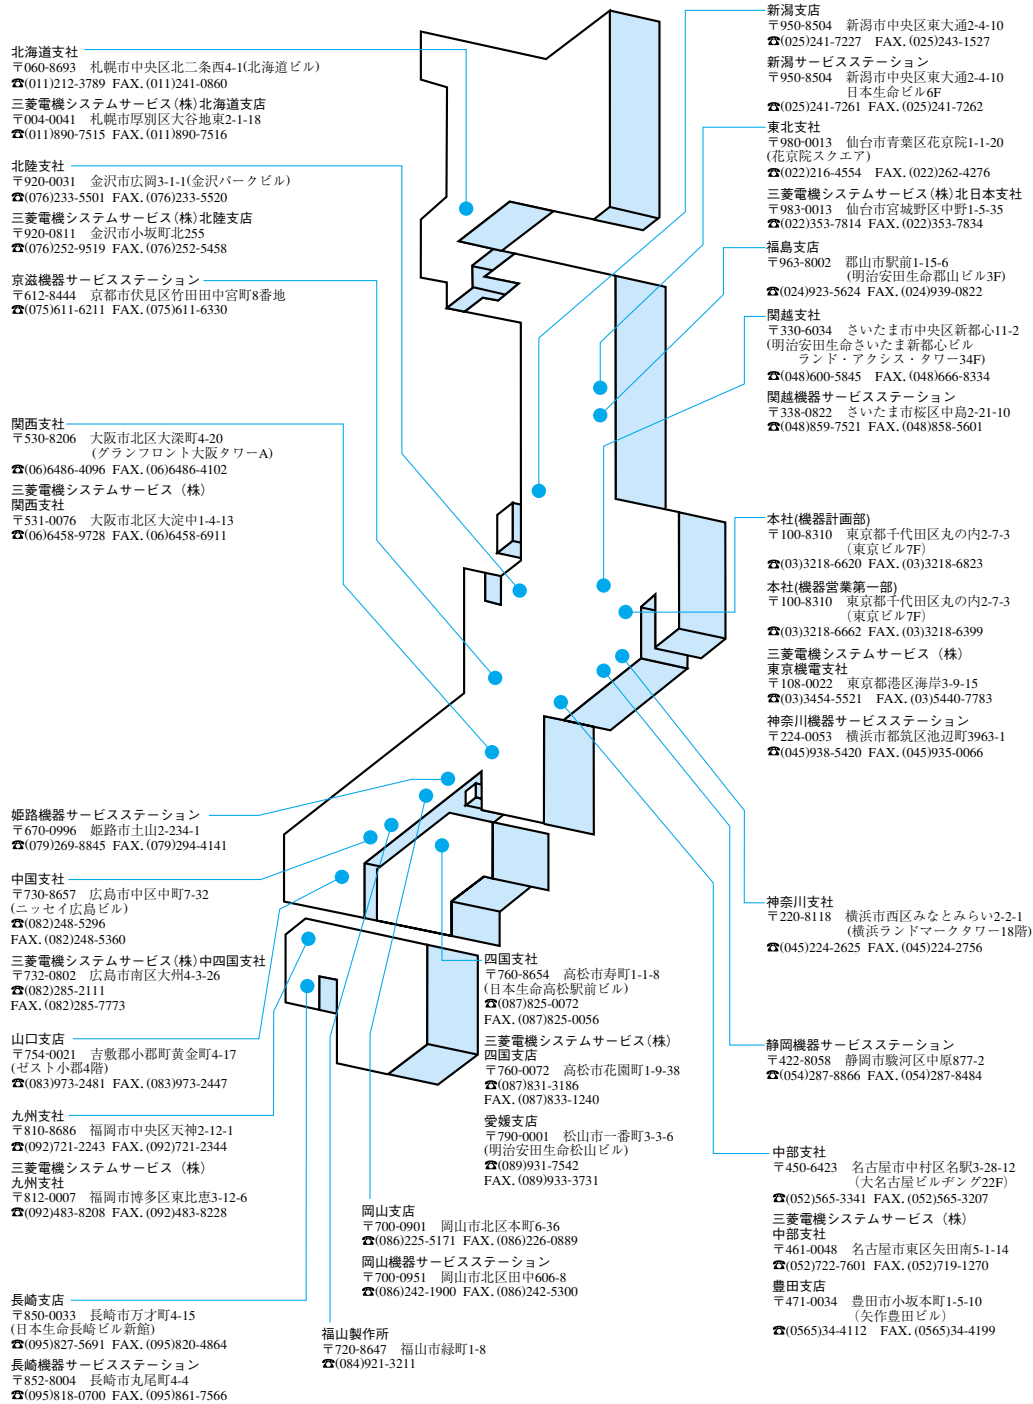 北海道支社
〒060-8693 札幌市中央区北二条西4-1(北海道ビル)
☎(011)212-3789 FAX.(011)241-0860
三菱電機システムサービス(株)北海道支店
〒004-0041 札幌市厚別区大谷地東2-1-18
☎(011)890-7515 FAX.(011)890-7516
北陸支社
〒920-0031 金沢市広岡3-1-1(金沢パークビル)
☎(076)233-5501 FAX.(076)233-5520
三菱電機システムサービス(株)北陸支店
〒920-0811 金沢市小坂町北255
☎(076)252-9519 FAX.(076)252-5458
京滋機器サービスステーション
〒612-8444 京都市伏見区竹田田中宮町8番地
☎(075)611-6211 FAX.(075)611-6330
関西支社
〒530-8206 大阪市北区大深町4-20
(グランフロント大阪タワーA)
☎(06)6486-4096 FAX.(06)6486-4102
三菱電機システムサービス（株）
関西支社
〒531-0076 大阪市北区大淀中1-4-13
☎(06)6458-9728 FAX.(06)6458-6911
姫路機器サービスステーション
〒670-0996 姫路市土山2-234-1
☎(079)269-8845 FAX.(079)294-4141
中国支社
〒730-8657 広島市中区中町7-32
(ニッセイ広島ビル)
☎(082)248-5296
FAX.(082)248-5360
三菱電機システムサービス(株)中四国支社
〒732-0802 広島市南区大州4-3-26
☎(082)285-2111
FAX.(082)285-7773
山口支店
〒754-0021 吉敷郡小郡町黄金町4-17
(ゼスト小郡4階)
☎(083)973-2481 FAX.(083)973-2447
九州支社
〒810-8686 福岡市中央区天神2-12-1
☎(092)721-2243 FAX.(092)721-2344
三菱電機システムサービス（株）
九州支社
〒812-0007 福岡市博多区東比恵3-12-6
☎(092)483-8208 FAX.(092)483-8228
長崎支店
〒850-0033 長崎市万才町4-15
(日本生命長崎ビル新館)
☎(095)827-5691 FAX.(095)820-4864
長崎機器サービスステーション
〒852-8004 長崎市丸尾町4-4
☎(095)818-0700 FAX.(095)861-7566
福山製作所
〒720-8647 福山市緑町1-8
☎(084)921-3211
岡山支店
〒700-0901 岡山市北区本町6-36
☎(086)225-5171 FAX.(086)226-0889
岡山機器サービスステーション
〒700-0951 岡山市北区田中606-8
☎(086)242-1900 FAX.(086)242-5300
四国支社
〒760-8654 高松市寿町1-1-8
(日本生命高松駅前ビル)
☎(087)825-0072
FAX.(087)825-0056
三菱電機システムサービス(株)
四国支店
〒760-0072 高松市花園町1-9-38
☎(087)831-3186
FAX.(087)833-1240
愛媛支店
〒790-0001 松山市一番町3-3-6
(明治安田生命松山ビル)
☎(089)931-7542
FAX.(089)933-3731
新潟支店
〒950-8504 新潟市中央区東大通2-4-10
☎(025)241-7227 FAX.(025)243-1527
新潟サービスステーション
〒950-8504 新潟市中央区東大通2-4-10
日本生命ビル6F
☎(025)241-7261 FAX.(025)241-7262
東北支社
〒980-0013 仙台市青葉区花京院1-1-20
(花京院スクエア)
☎(022)216-4554 FAX.(022)262-4276
三菱電機システムサービス(株)北日本支社
〒983-0013 仙台市宮城野区中野1-5-35
☎(022)353-7814 FAX.(022)353-7834
福島支店
〒963-8002 郡山市駅前1-15-6
(明治安田生命郡山ビル3F)
☎(024)923-5624 FAX.(024)939-0822
関越支社
〒330-6034 さいたま市中央区新都心11-2
(明治安田生命さいたま新都心ビル
ランド・アクシス・タワー34F)
☎(048)600-5845 FAX.(048)666-8334
関越機器サービスステーション
〒338-0822 さいたま市桜区中島2-21-10
☎(048)859-7521 FAX.(048)858-5601
本社(機器計画部)
〒100-8310 東京都千代田区丸の内2-7-3
（東京ビル7F）
☎(03)3218-6620 FAX.(03)3218-6823
本社(機器営業第一部)
〒100-8310 東京都千代田区丸の内2-7-3
（東京ビル7F）
☎(03)3218-6662 FAX.(03)3218-6399
三菱電機システムサービス（株）
東京機電支社
〒108-0022 東京都港区海岸3-9-15
☎(03)3454-5521 FAX.(03)5440-7783
神奈川機器サービスステーション
〒224-0053 横浜市都筑区池辺町3963-1
☎(045)938-5420 FAX.(045)935-0066
神奈川支社
〒220-8118 横浜市西区みなとみらい2-2-1
(横浜ランドマークタワー18階)
☎(045)224-2625 FAX.(045)224-2756
静岡機器サービスステーション
〒422-8058 静岡市駿河区中原877-2
☎(054)287-8866 FAX.(054)287-8484
中部支社
〒450-6423 名古屋市中村区名駅3-28-12
（大名古屋ビルヂング22F）
☎(052)565-3341 FAX.(052)565-3207
三菱電機システムサービス（株）
中部支社
〒461-0048 名古屋市東区矢田南5-1-14
☎(052)722-7601 FAX.(052)719-1270
豊田支店
〒471-0034 豊田市小坂本町1-5-10
（矢作豊田ビル）
☎(0565)34-4112 FAX.(0565)34-4199